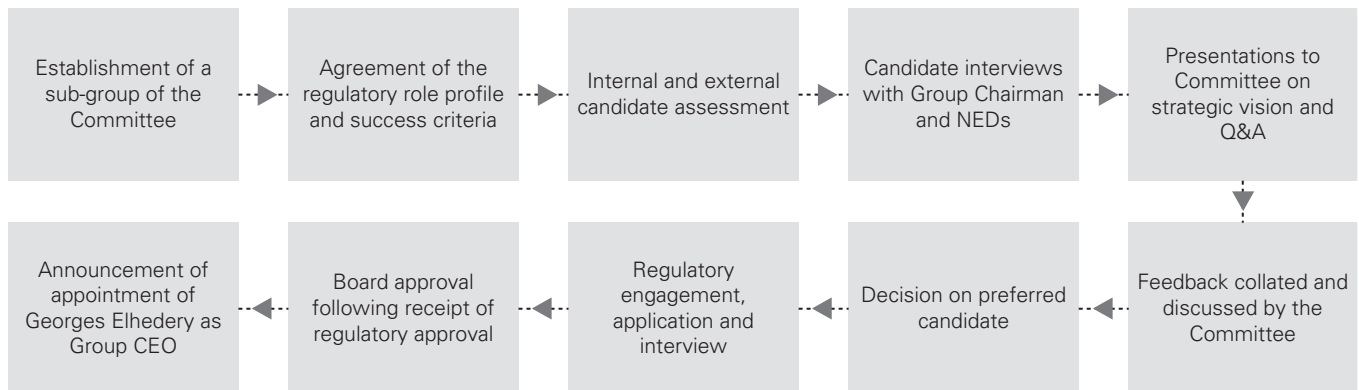 Establishment of a
sub-group of the
Committee
Agreement of the
regulatory role profile
and success criteria
Internal and external
candidate assessment
Candidate interviews
with Group Chairman
and NEDs
Presentations to
Committee on
strategic vision and
Q&A
Feedback collated and
discussed by the
Committee
Decision on preferred
candidate
Regulatory
engagement,
application and
interview
Board approval
following receipt of
regulatory approval
Announcement of
appointment of
Georges Elhedery as
Group CEO